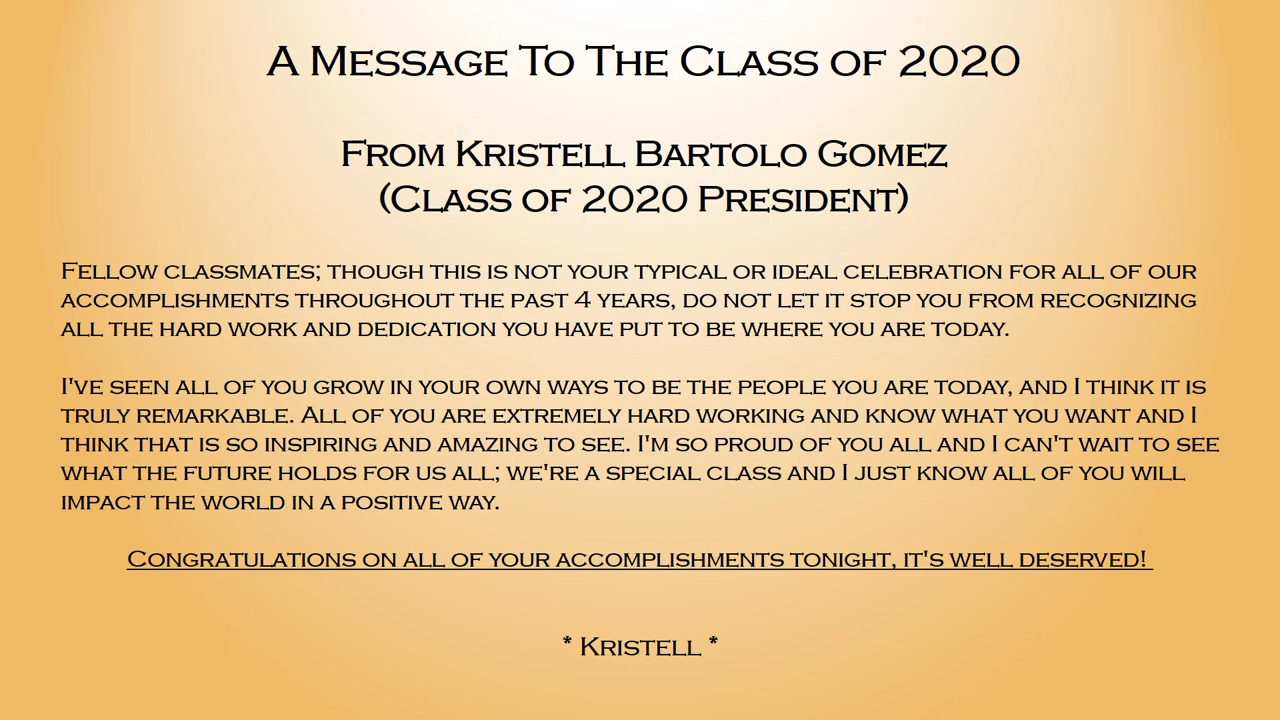 A Message To The Class of 2020
From Kristell Bartolo Gomez
(Class of 2020 President)
Fellow classmates; though this is not your typical or ideal celebration for all of our
accomplishments throughout the past 4 years, do not let it stop you from recognizing
all the hard work and dedication you have put to be where you are today.
I've seen all of you grow in your own ways to be the people you are today, and I think it is
truly remarkable. All of you are extremely hard working and know what you want and I
think that is so inspiring and amazing to see. I'm so proud of you all and I can't wait to see
what the future holds for us all; we're a special class and I just know all of you will
impact the world in a positive way.
Congratulations on all of your accomplishments tonight, it's well deserved!
* Kristell *